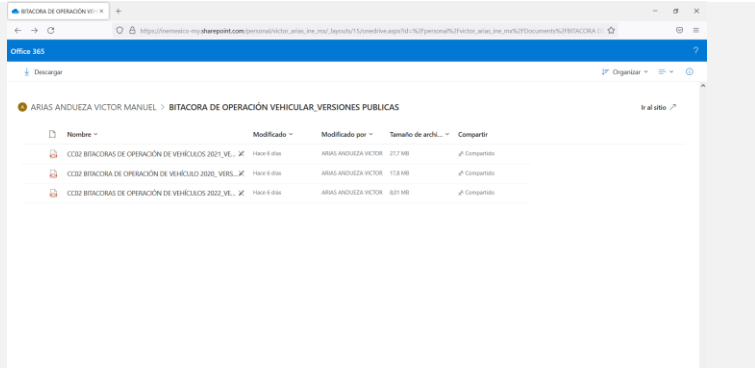 BITACORA DE OPERACIÓN VEH
https://inemexico-my.sharepoint.com/personal/victor_arias_ine_mx/_layouts/15/onedrive.aspx?id=%2Fpersonal%2Fvictor_arias_ine_mx%2FDocuments%2FBITACORA DE
Office 365
?
Descargar
Organizar
A ARIAS ANDUEZA VICTOR MANUEL > BITACORA DE OPERACIÓN VEHICULAR_VERSIONES PUBLICAS
Ir al sitio
Nombre Modificado Modificado por Tamaño de archi... Compartir
CC02 BITACORAS DE OPERACIÓN DE VEHÍCULOS 2021_VE... Hace 6 días ARIAS ANDUEZA VICTOR 27,7 MB Compartido
CC02 BITACORA DE OPERACIÓN DE VEHÍCULO 2020_ VERS... Hace 6 días ARIAS ANDUEZA VICTOR 17,8 MB Compartido
CC02 BITACORAS DE OPERACIÓN DE VEHÍCULOS 2022_VE... Hace 6 días ARIAS ANDUEZA VICTOR 8,01 MB Compartido